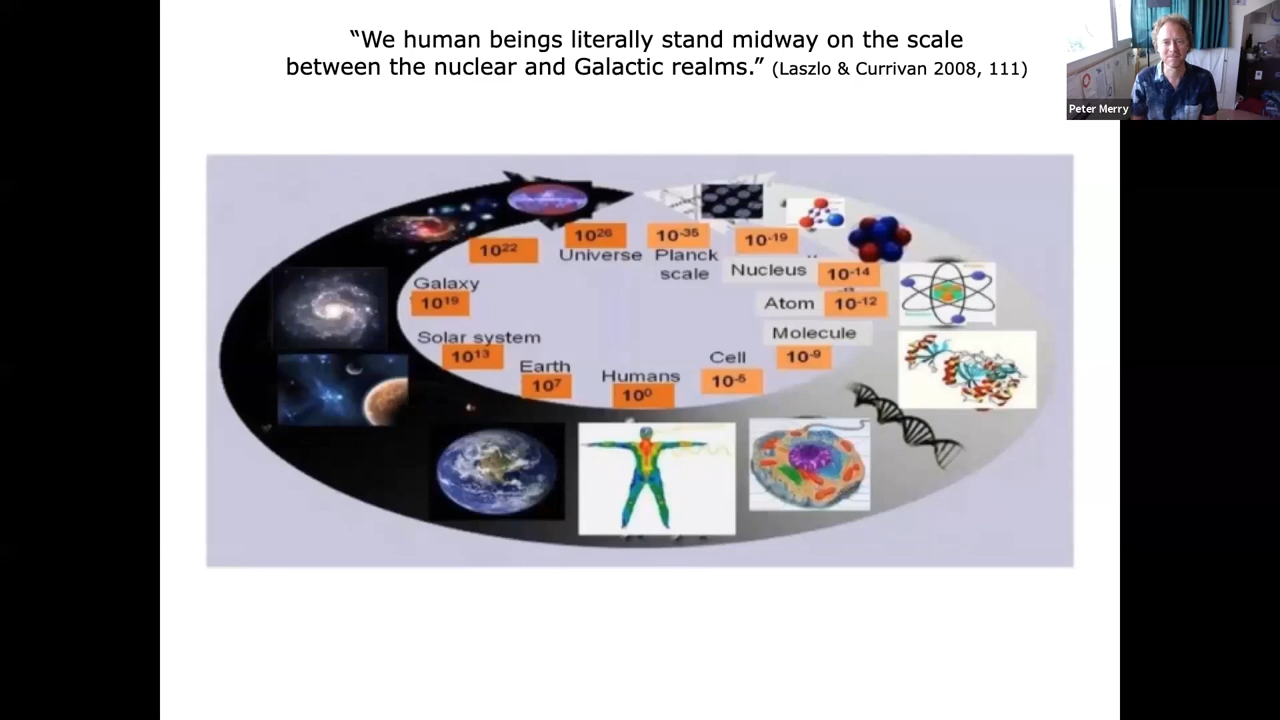 “We human beings literally stand midway on the scale
between the nuclear and Galactic realms.” (Laszlo & Currivan 2008, 111)
Peter Merry
10²²
10²⁶
Universe
10⁻³⁵
Planck
scale
10⁻¹⁹
Nucleus
10⁻¹⁴
Atom
10⁻¹²
Molecule
10⁻⁹
Cell
10⁻⁵
Humans
10⁰
Earth
10⁷
Solar system
10¹³
Galaxy
10¹⁹